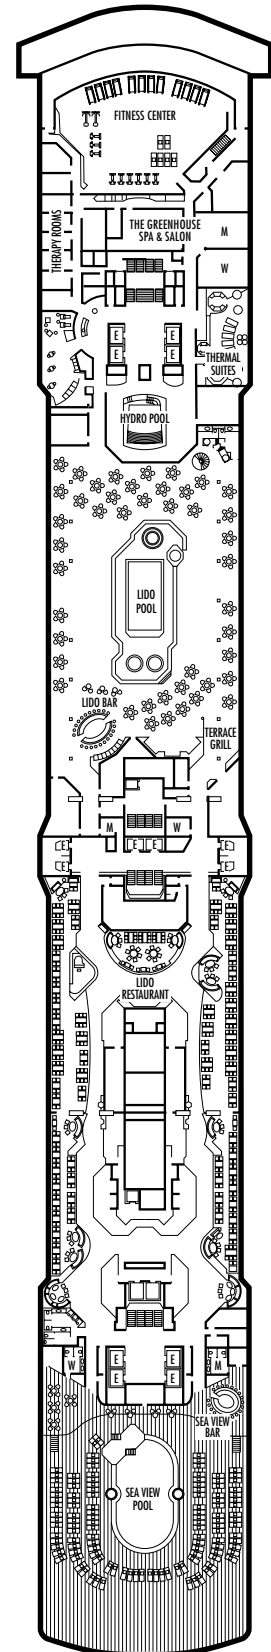 FITNESS CENTER
THERAPY ROOMS
THE GREENHOUSE
SPA & SALON
M
W
E E
E E
THERMAL
SUITES
HYDRO POOL
LIDO
POOL
LIDO BAR
TERRACE
GRILL
M W
E E E E
E E
LIDO
RESTAURANT
E E
E E
W M
SEA VIEW
BAR
SEA VIEW
POOL